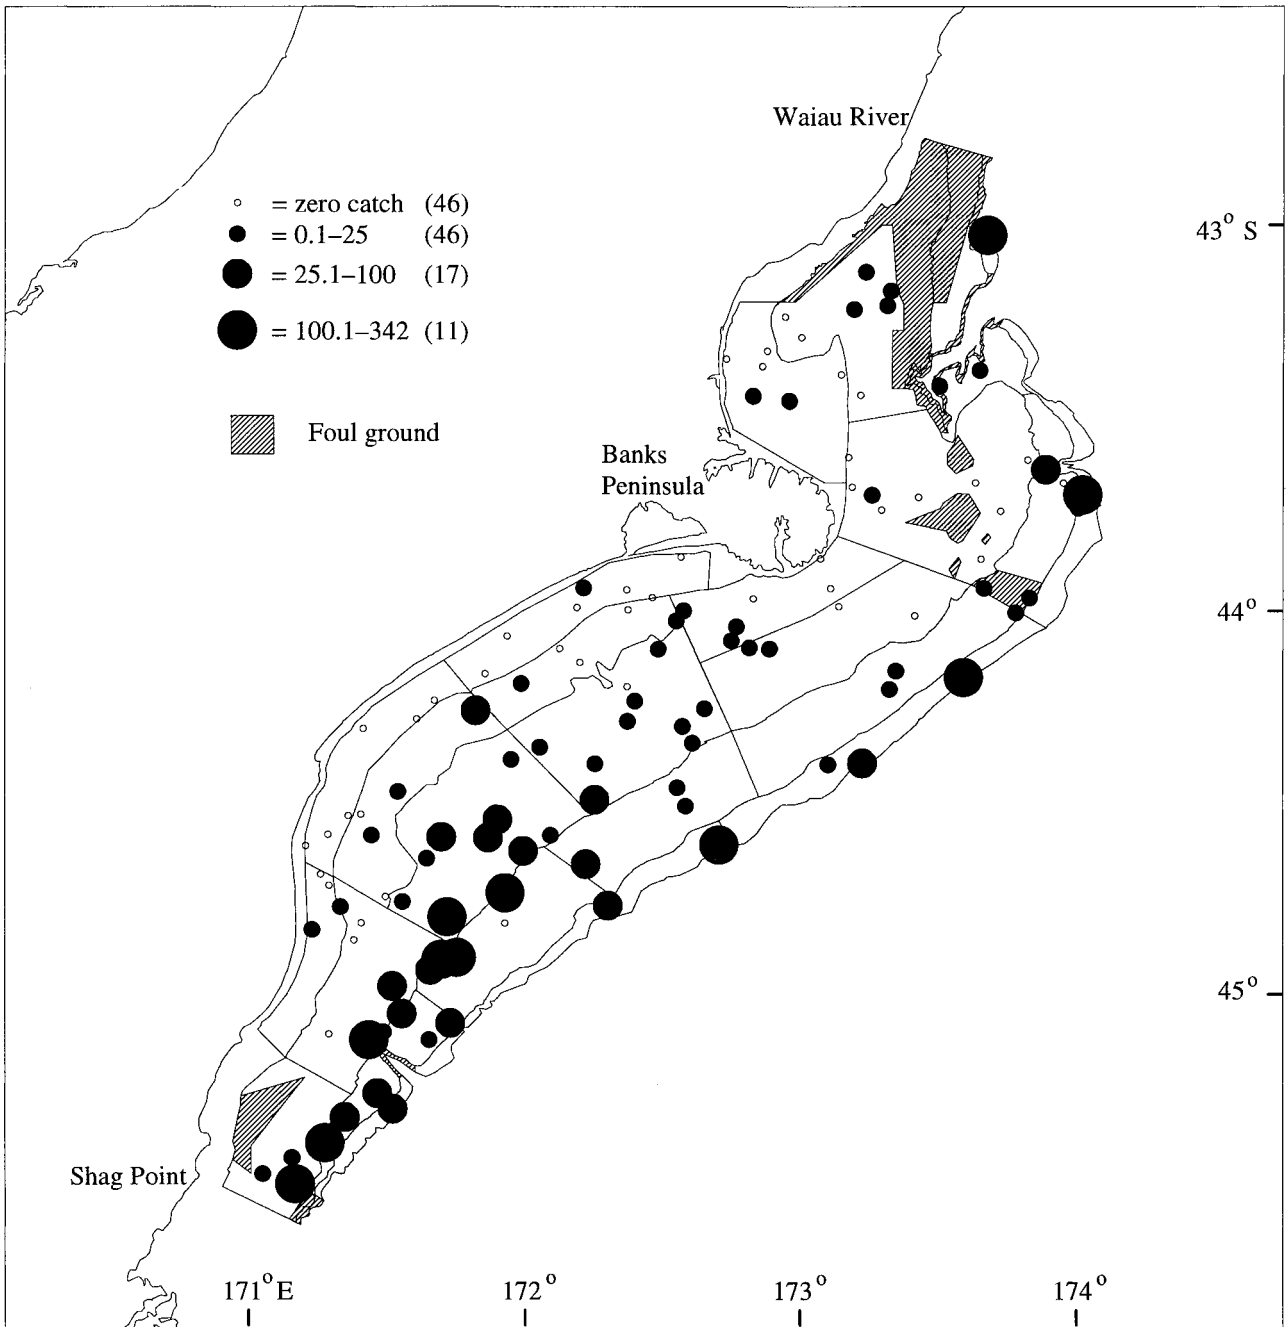 Waiau River
= zero catch (46)
= 0.1–25 (46)
= 25.1–100 (17)
= 100.1–342 (11)
43° S
Foul ground
Banks
Peninsula
44°
45°
Shag Point
171° E 172° 173° 174°